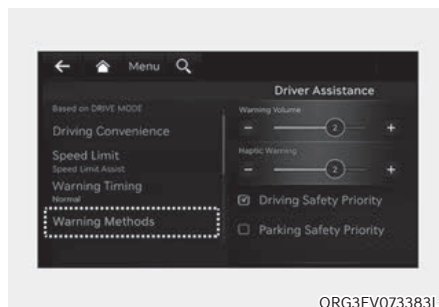 Menu
Driver Assistance
Based on DRIVE MODE
Driving Convenience
Speed Limit
Speed Limit Assist
Warning Timing
Normal
Warning Methods
Warning Volume
- 2 +
Haptic Warning
- 2 +
Driving Safety Priority
Parking Safety Priority
ORG3EV073383L